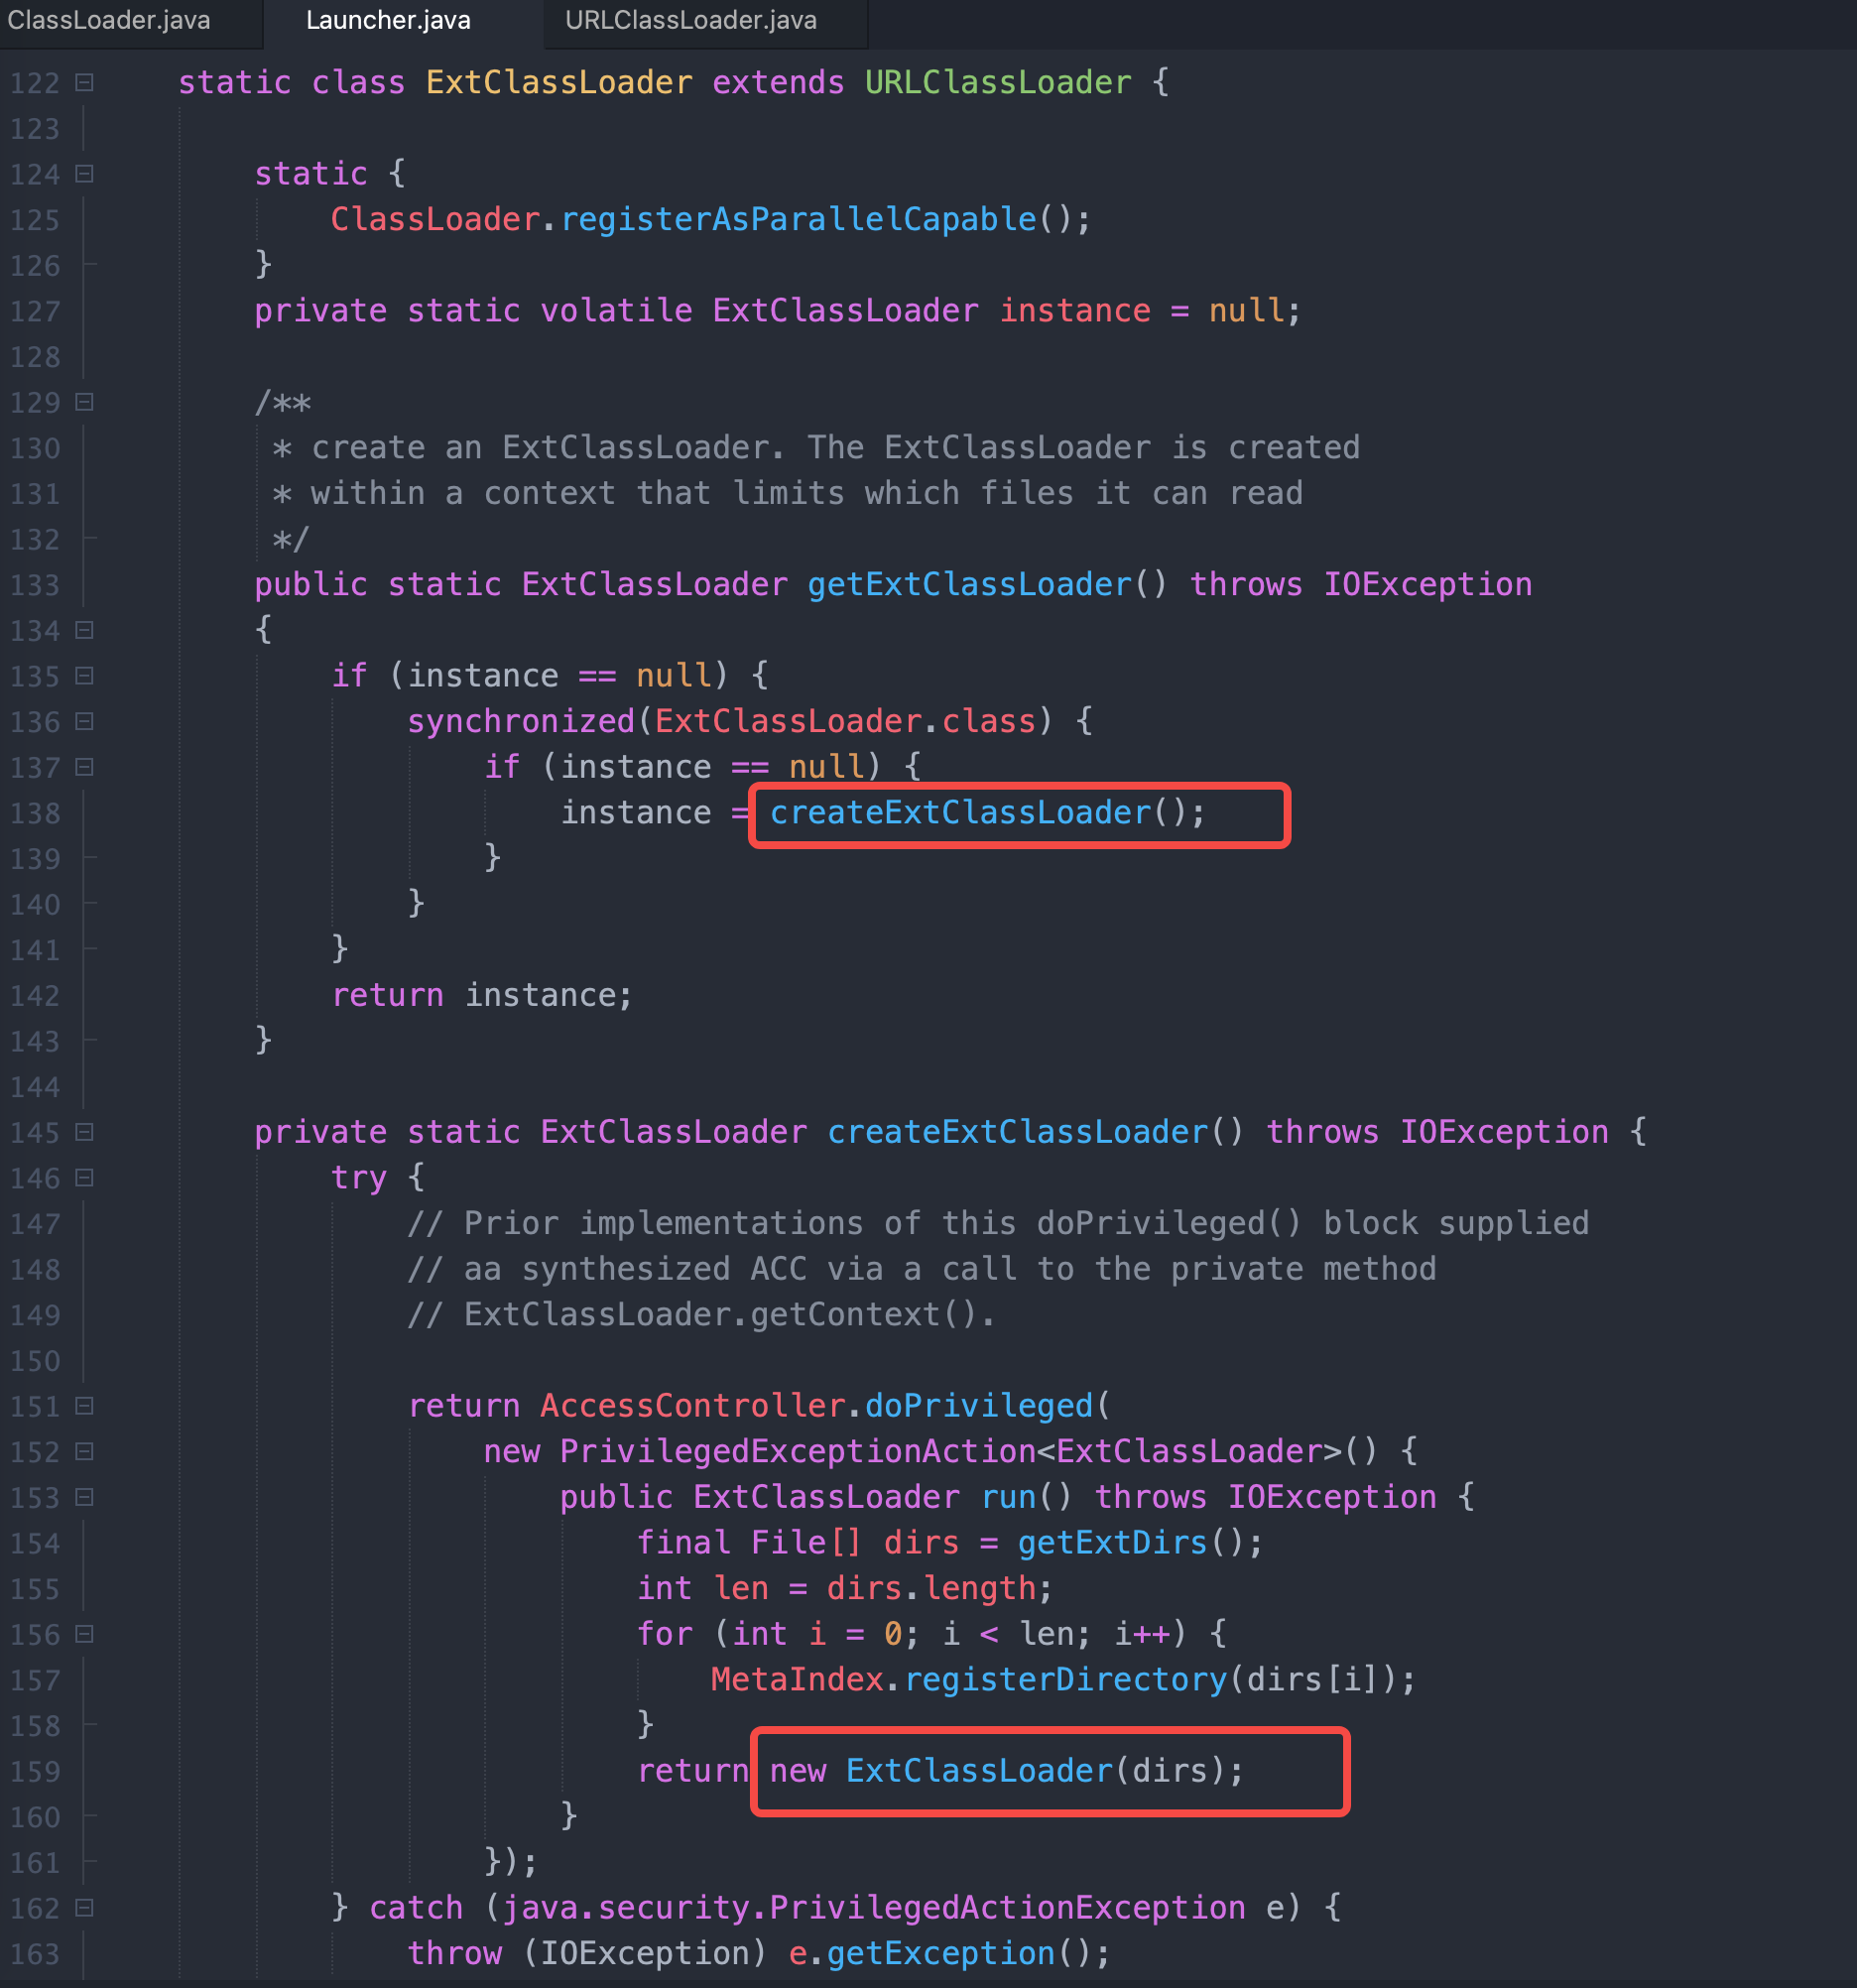 ClassLoader.java Launcher.java URLClassLoader.java
122 static class ExtClassLoader extends URLClassLoader {
123
124 static {
125 ClassLoader.registerAsParallelCapable();
126 }
127 private static volatile ExtClassLoader instance = null;
128
129 /**
130 * create an ExtClassLoader. The ExtClassLoader is created
131 * within a context that limits which files it can read
132 */
133 public static ExtClassLoader getExtClassLoader() throws IOException
134 {
135 if (instance == null) {
136 synchronized(ExtClassLoader.class) {
137 if (instance == null) {
138 instance = createExtClassLoader();
139 }
140 }
141 }
142 return instance;
143 }
144
145 private static ExtClassLoader createExtClassLoader() throws IOException {
146 try {
147 // Prior implementations of this doPrivileged() block supplied
148 // aa synthesized ACC via a call to the private method
149 // ExtClassLoader.getContext().
150
151 return AccessController.doPrivileged(
152 new PrivilegedExceptionAction<ExtClassLoader>() {
153 public ExtClassLoader run() throws IOException {
154 final File[] dirs = getExtDirs();
155 int len = dirs.length;
156 for (int i = 0; i < len; i++) {
157 MetaIndex.registerDirectory(dirs[i]);
158 }
159 return new ExtClassLoader(dirs);
160 }
161 });
162 } catch (java.security.PrivilegedActionException e) {
163 throw (IOException) e.getException();